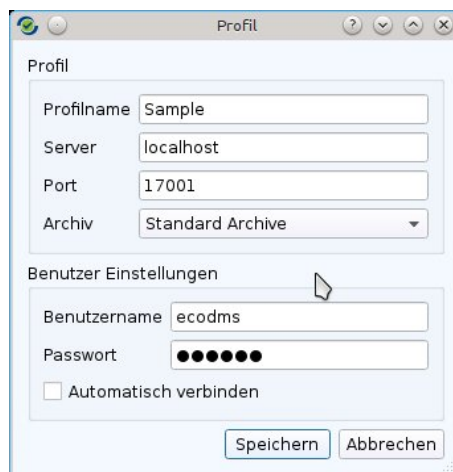 Profil
Profil
Profilname Sample
Server localhost
Port 17001
Archiv Standard Archive
Benutzer Einstellungen
Benutzername ecodms
Passwort ●●●●●●
Automatisch verbinden
Speichern Abbrechen